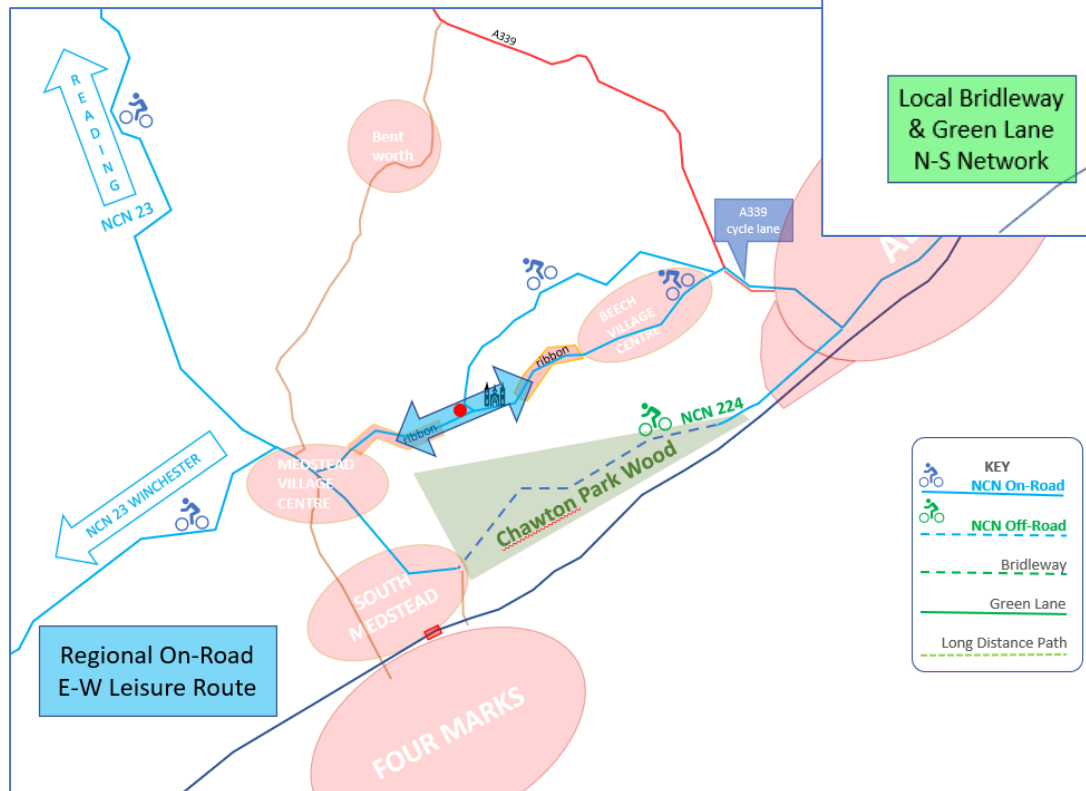 A339
READING
NCN 23
Bent
worth
Local Bridleway
& Green Lane
N-S Network
A339
cycle lane
AL
BEECH
VILLAGE
CENTRE
ribbon
ribbon
NCN 224
Chawton Park Wood
MEDSTEAD
VILLAGE
CENTRE
NCN 23 WINCHESTER
SOUTH
MEDSTEAD
FOUR MARKS
Regional On-Road
E-W Leisure Route
KEY
NCN On-Road
NCN Off-Road
Bridleway
Green Lane
Long Distance Path